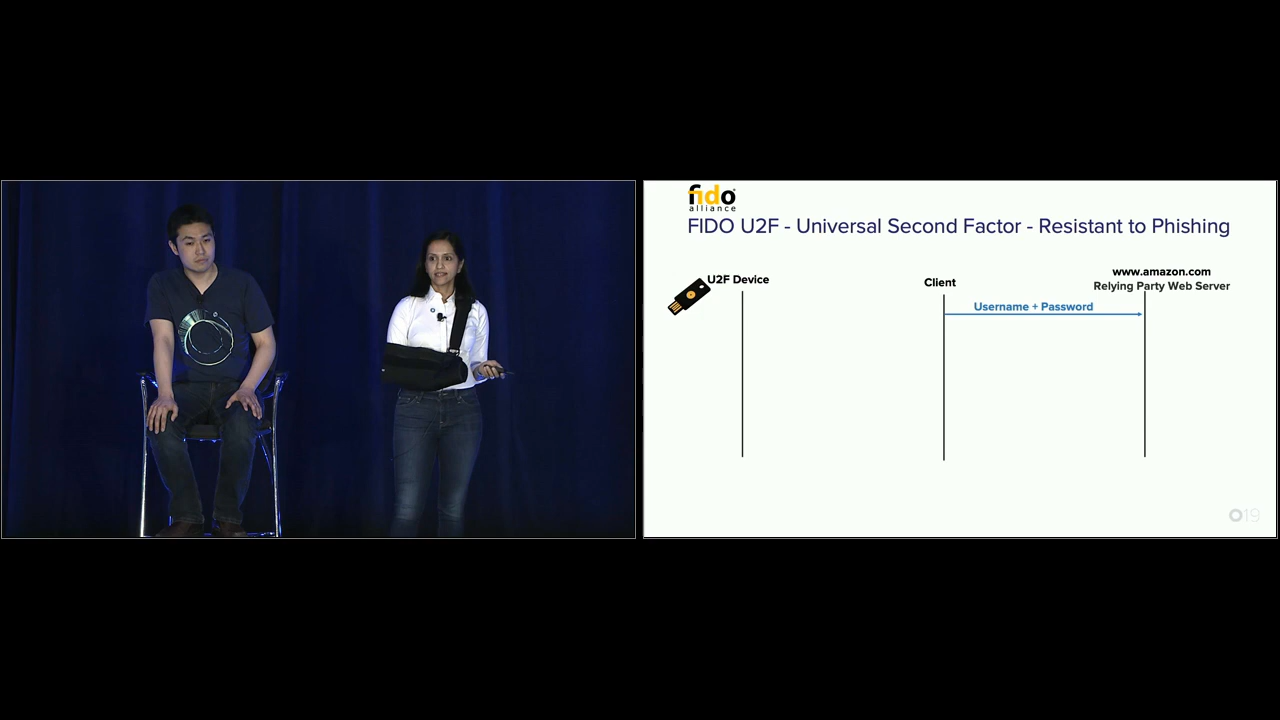 fido
alliance
FIDO U2F - Universal Second Factor - Resistant to Phishing
U2F Device
Client
www.amazon.com
Relying Party Web Server
Username + Password
O19